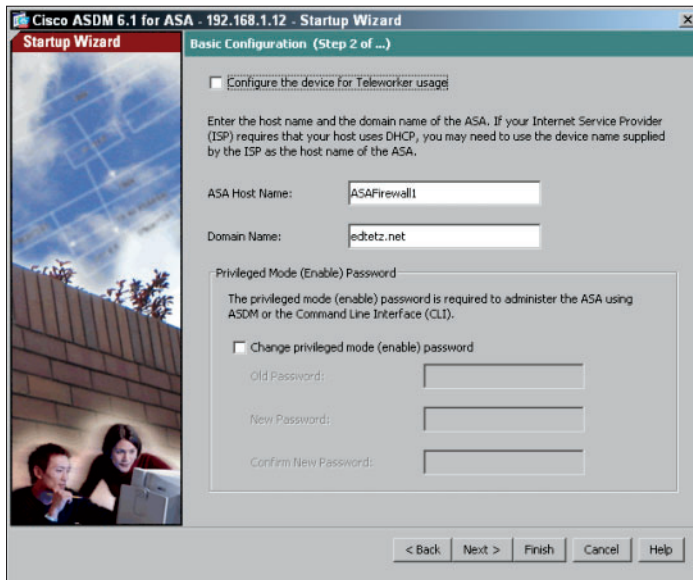 Cisco ASDM 6.1 for ASA - 192.168.1.12 - Startup Wizard
Startup Wizard
Basic Configuration (Step 2 of ...)
Configure the device for Teleworker usage
Enter the host name and the domain name of the ASA. If your Internet Service Provider
(ISP) requires that your host uses DHCP, you may need to use the device name supplied
by the ISP as the host name of the ASA.
ASA Host Name: ASAFirewall1
Domain Name: edtetz.net
Privileged Mode (Enable) Password
The privileged mode (enable) password is required to administer the ASA using
ASDM or the Command Line Interface (CLI).
Change privileged mode (enable) password
Old Password:
New Password:
Confirm New Password:
< Back Next > Finish Cancel Help